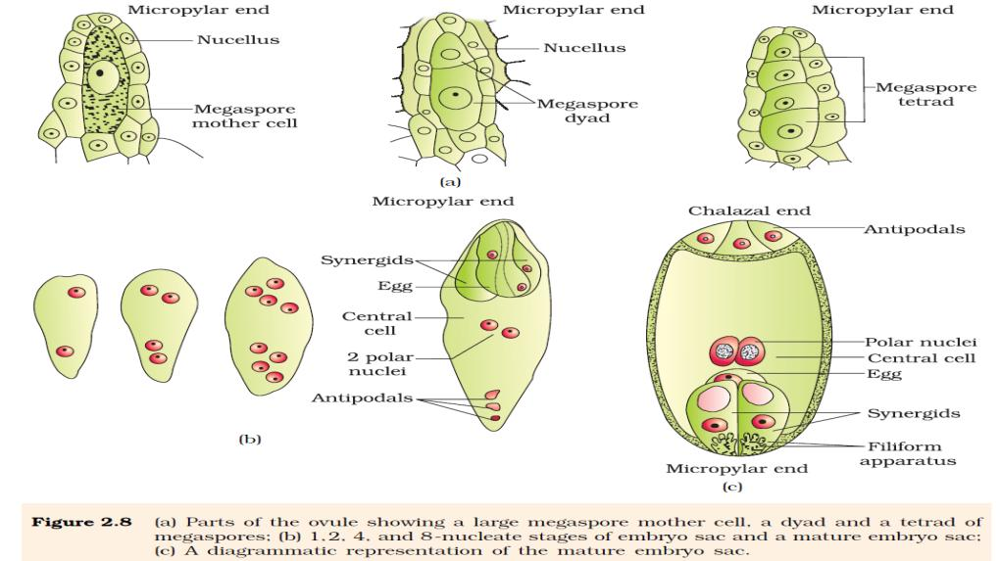 Micropylar end
Nucellus
Megaspore
mother cell
Micropylar end
Nucellus
Megaspore
dyad
Micropylar end
Megaspore
tetrad
(a)
Micropylar end
Synergids
Egg
Central
cell
2 polar
nuclei
Antipodals
(b)
Chalazal end
Antipodals
Polar nuclei
Central cell
Egg
Synergids
Filiform
apparatus
Micropylar end
(c)
Figure 2.8 (a) Parts of the ovule showing a large megaspore mother cell, a dyad and a tetrad of
megaspores; (b) 1,2, 4, and 8-nucleate stages of embryo sac and a mature embryo sac;
(c) A diagrammatic representation of the mature embryo sac.